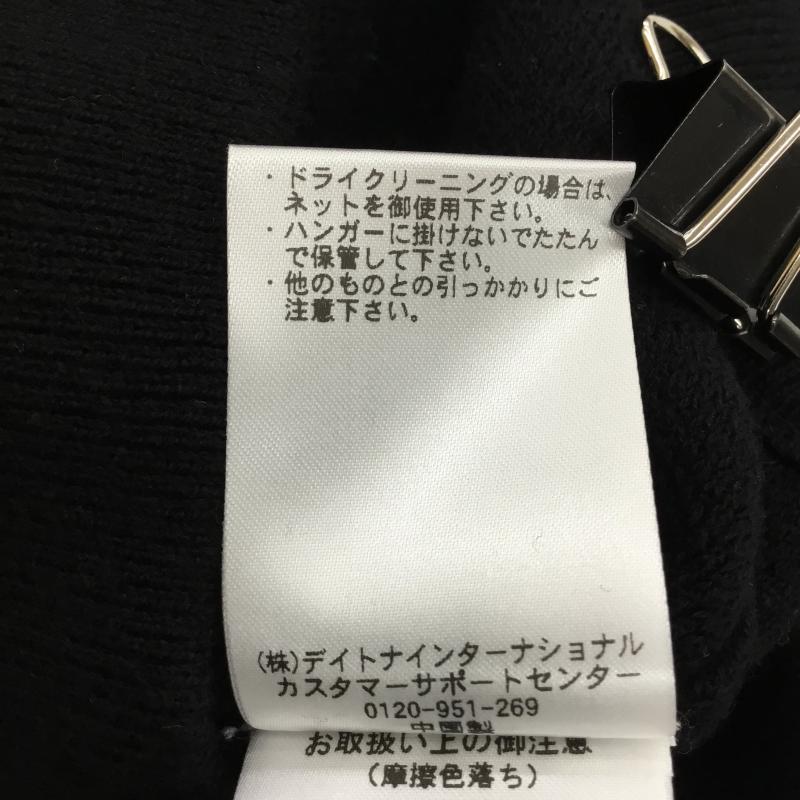 ・ドライクリーニングの場合は、
ネットを御使用下さい。
・ハンガーに掛けないでたたん
で保管して下さい。
・他のものとの引っかかりにご
注意下さい。
(株)デイトナインターナショナル
カスタマーサポートセンター
0120-951-269
中国製
お取扱い上の御注意
(摩擦色落ち)